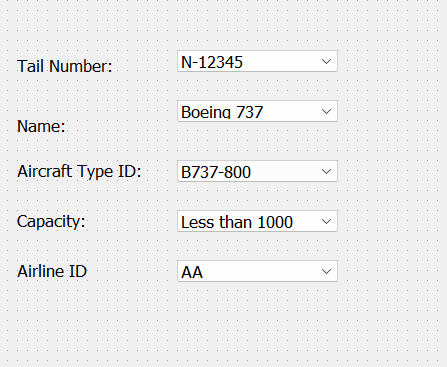 Tail Number: N-12345
Name: Boeing 737
Aircraft Type ID: B737-800
Capacity: Less than 1000
Airline ID AA